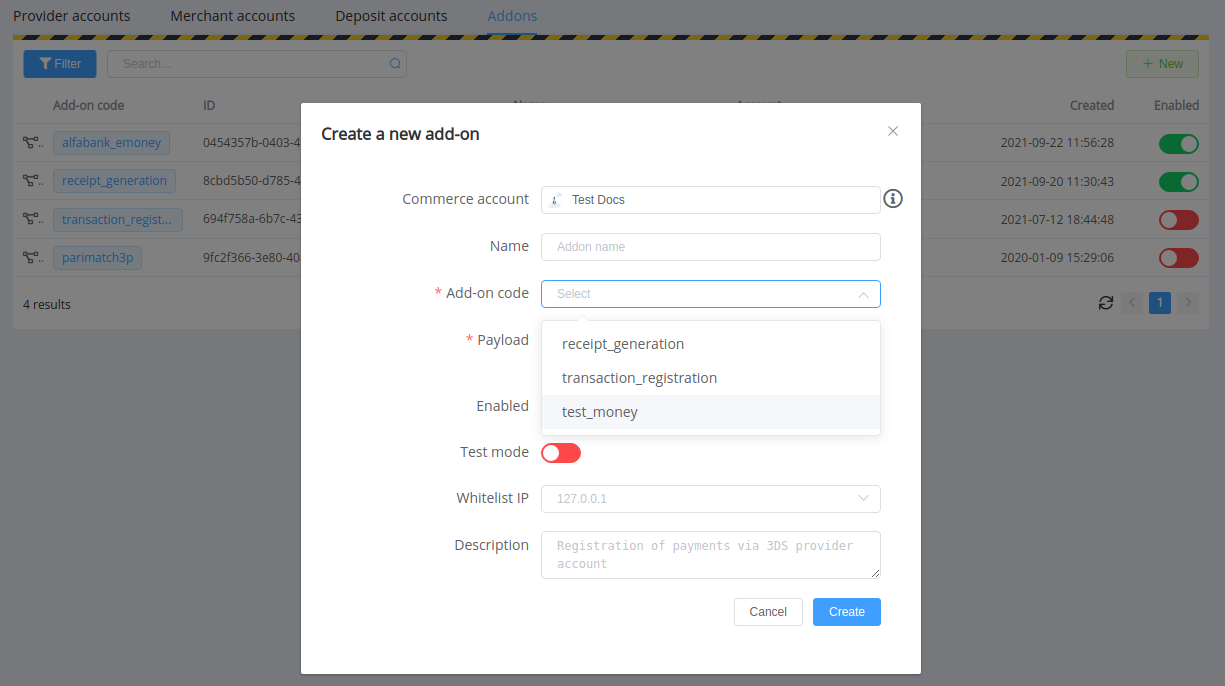 Provider accounts Merchant accounts Deposit accounts Addons
Filter Search... + New
Add-on code ID Name Account Created Enabled
alfabank_emoney 0454357b-0403-4 2021-09-22 11:56:28
receipt_generation 8cbd5b50-d785-4 2021-09-20 11:30:43
transaction_regist... 694f758a-6b7c-43 2021-07-12 18:44:48
parimatch3p 9fc2f366-3e80-40 2020-01-09 15:29:06
4 results 1
Create a new add-on
Commerce account Test Docs
Name Addon name
* Add-on code Select
* Payload
receipt_generation
transaction_registration
Enabled
test_money
Test mode
Whitelist IP 127.0.0.1
Description Registration of payments via 3DS provider
account
Cancel Create